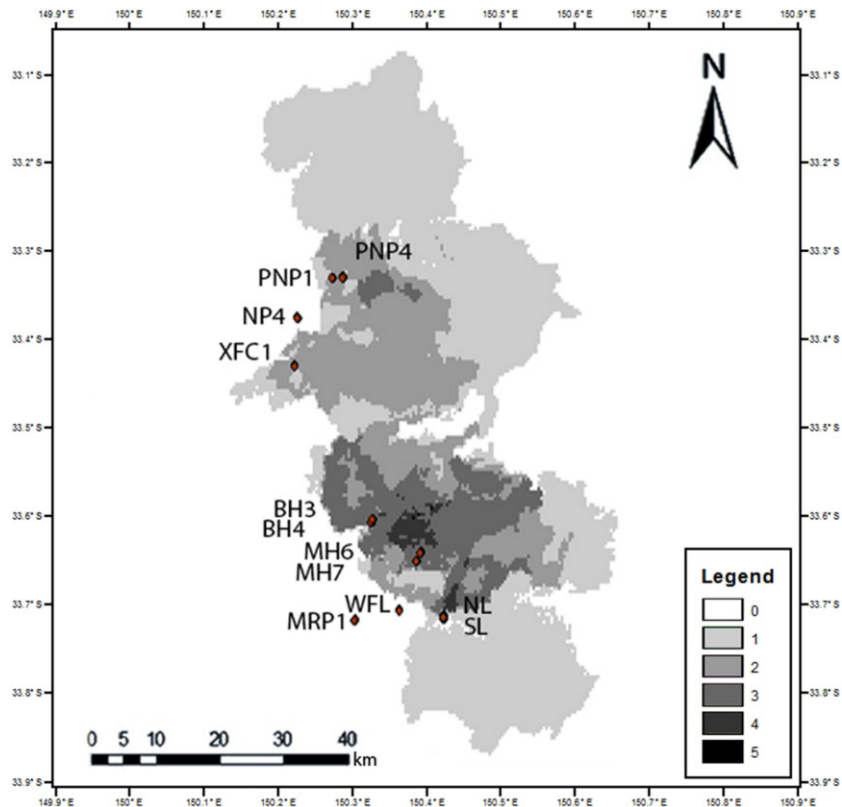 149.9°E 150°E 150.1°E 150.2°E 150.3°E 150.4°E 150.5°E 150.6°E 150.7°E 150.8°E 150.9°E
33.1°S 33.1°S
N
33.2°S 33.2°S
33.3°S 33.3°S
PNP4
PNP1
NP4
33.4°S 33.4°S
XFC1
33.5°S 33.5°S
BH3
33.6°S 33.6°S
BH4
MH6
MH7
Legend
0
33.7°S 33.7°S
WFL NL
MRP1 SL
1
2
33.8°S 33.8°S
3
0 5 10 20 30 40
km
4
5
33.9°S 33.9°S
149.9°E 150°E 150.1°E 150.2°E 150.3°E 150.4°E 150.5°E 150.6°E 150.7°E 150.8°E 150.9°E